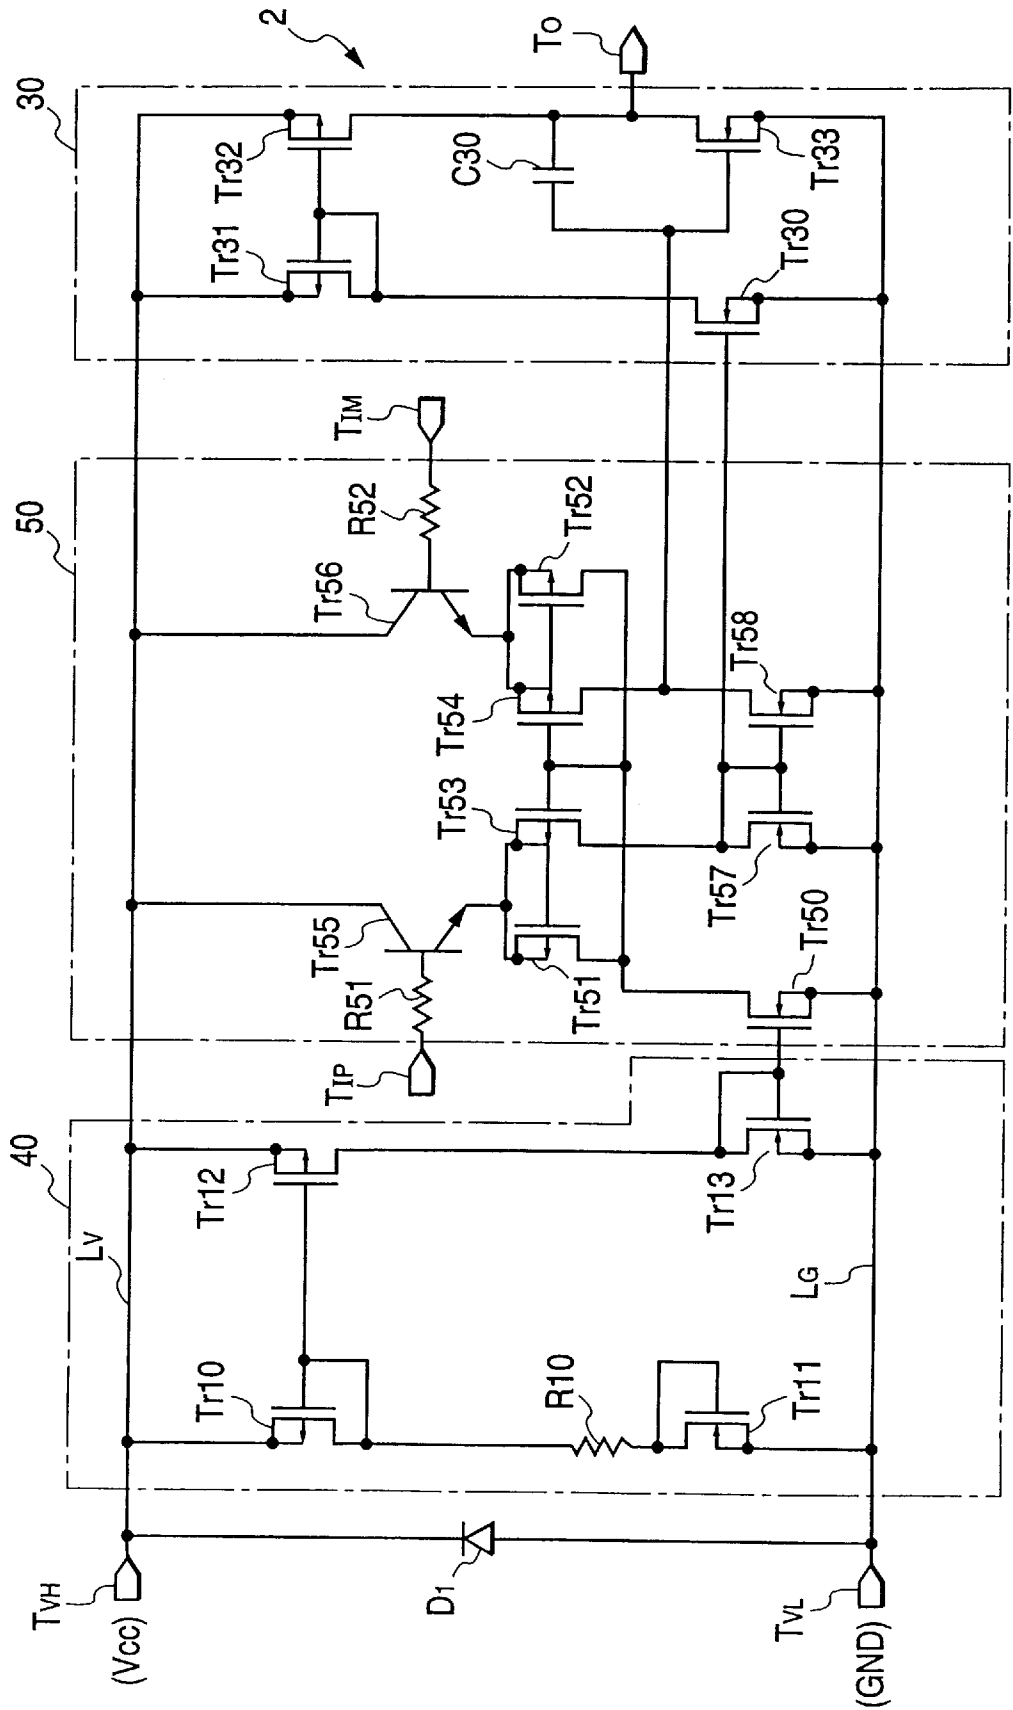 2
30
50
40
TO
Tr32
Tr31
C30
Tr33
Tr30
TIM
R52
Tr56
Tr52
Tr54
Tr58
Tr53
Tr55
R51
Tr51
Tr57
Tr50
TIP
Tr12
Tr13
LV
LG
Tr10
R10
Tr11
D1
TVH
(Vcc)
TVL
(GND)